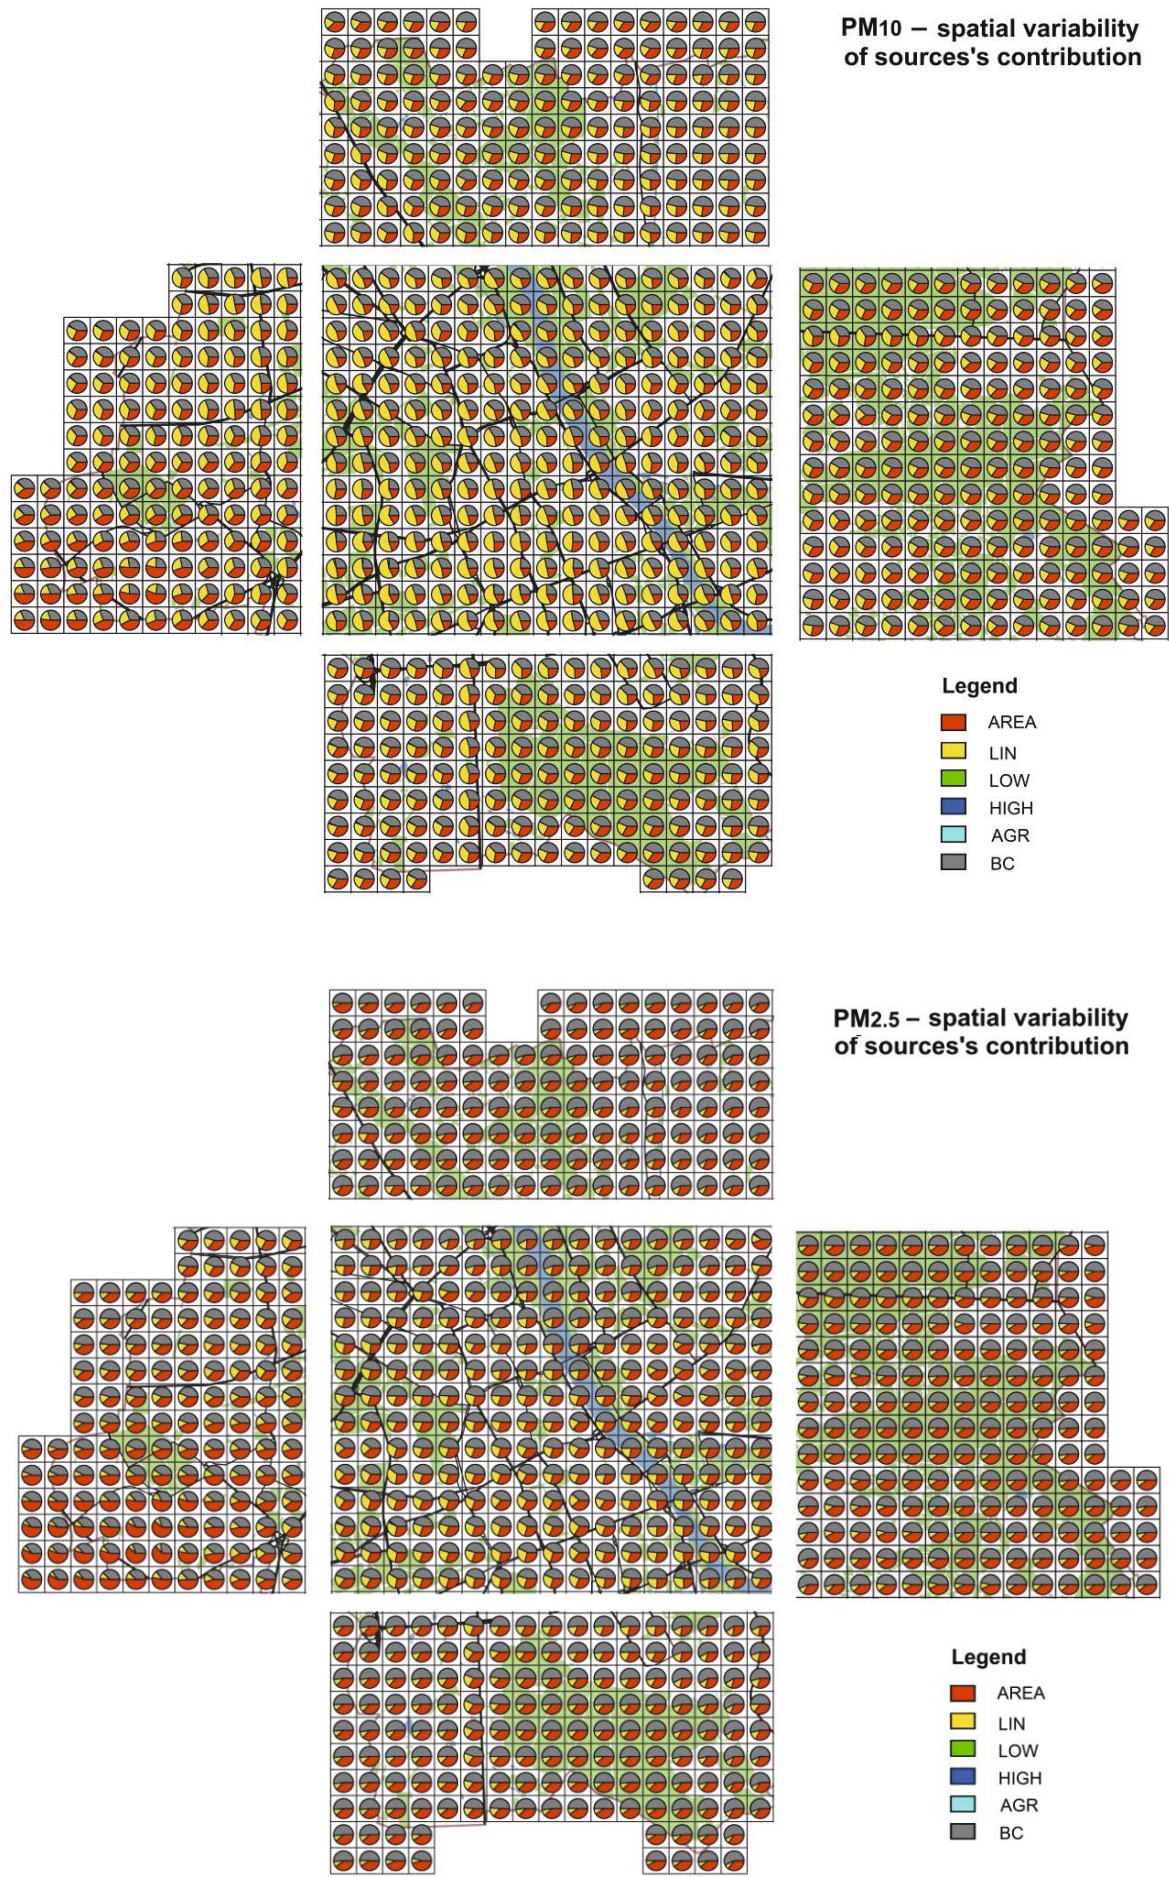 PM10 – spatial variability
of sources's contribution
Legend
AREA
LIN
LOW
HIGH
AGR
BC
PM2.5 – spatial variability
of sources's contribution
Legend
AREA
LIN
LOW
HIGH
AGR
BC